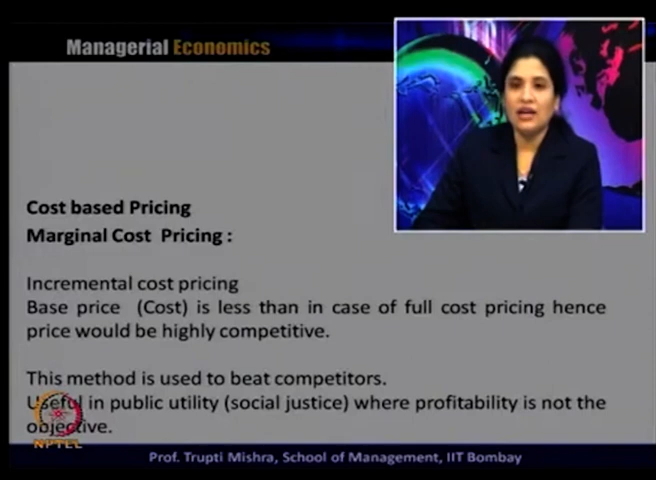 Managerial Economics
Cost based Pricing
Marginal Cost Pricing :
Incremental cost pricing
Base price (Cost) is less than in case of full cost pricing hence
price would be highly competitive.
This method is used to beat competitors.
Useful in public utility (social justice) where profitability is not the
objective.
NPTEL
Prof. Trupti Mishra, School of Management, IIT Bombay